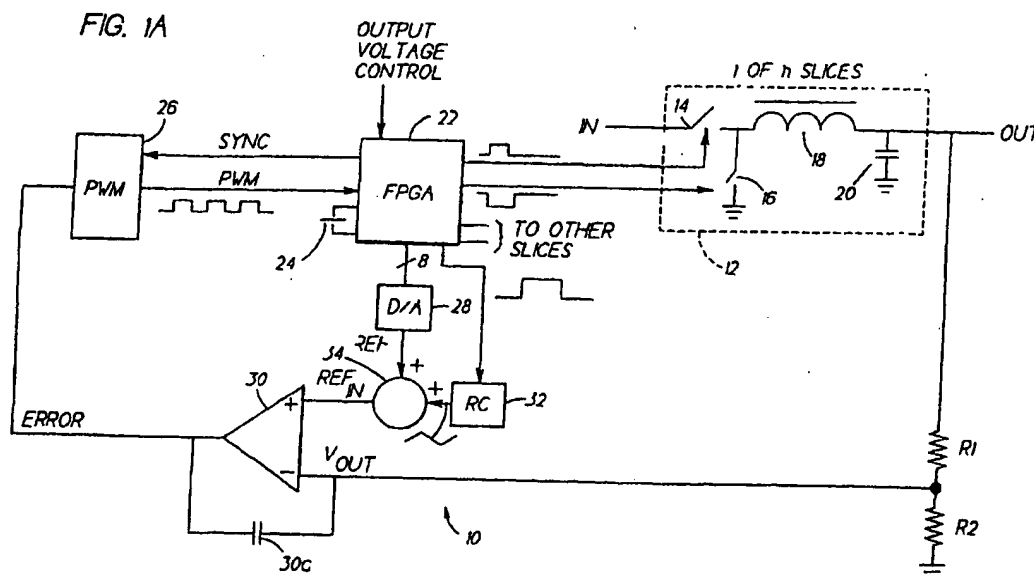 FIG. 1A
OUTPUT
VOLTAGE
CONTROL
1 OF n SLICES
26
22
14
IN
OUT
SYNC
PWM
PWM
FPGA
18
20
16
24
TO OTHER
SLICES
12
8
D/A
28
REF
34
+
+
REF IN
RC
32
30
+
ERROR
VOUT
−
R1
10
R2
30a